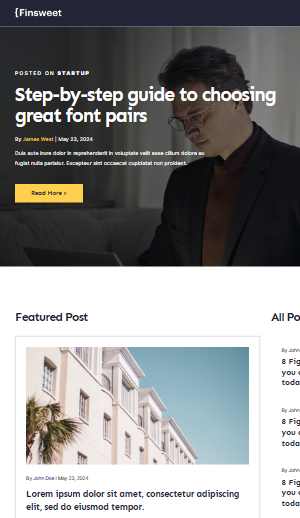 {Finsweet
POSTED ON STARTUP
Step-by-step guide to choosing
great font pairs
By James West | May 23, 2024
Duis aute irure dolor in reprehenderit in voluptate velit esse cillum dolore eu
fugiat nulla pariatur. Excepteur sint occaecat cupidatat non proident.
Read More >
Featured Post
All Po
By John Doe | May 23, 2024
Lorem ipsum dolor sit amet, consectetur adipiscing
elit, sed do eiusmod tempor.
By John
8 Fig
you c
toda
By John
8 Fig
you c
toda
By John
8 Fig
you c
toda